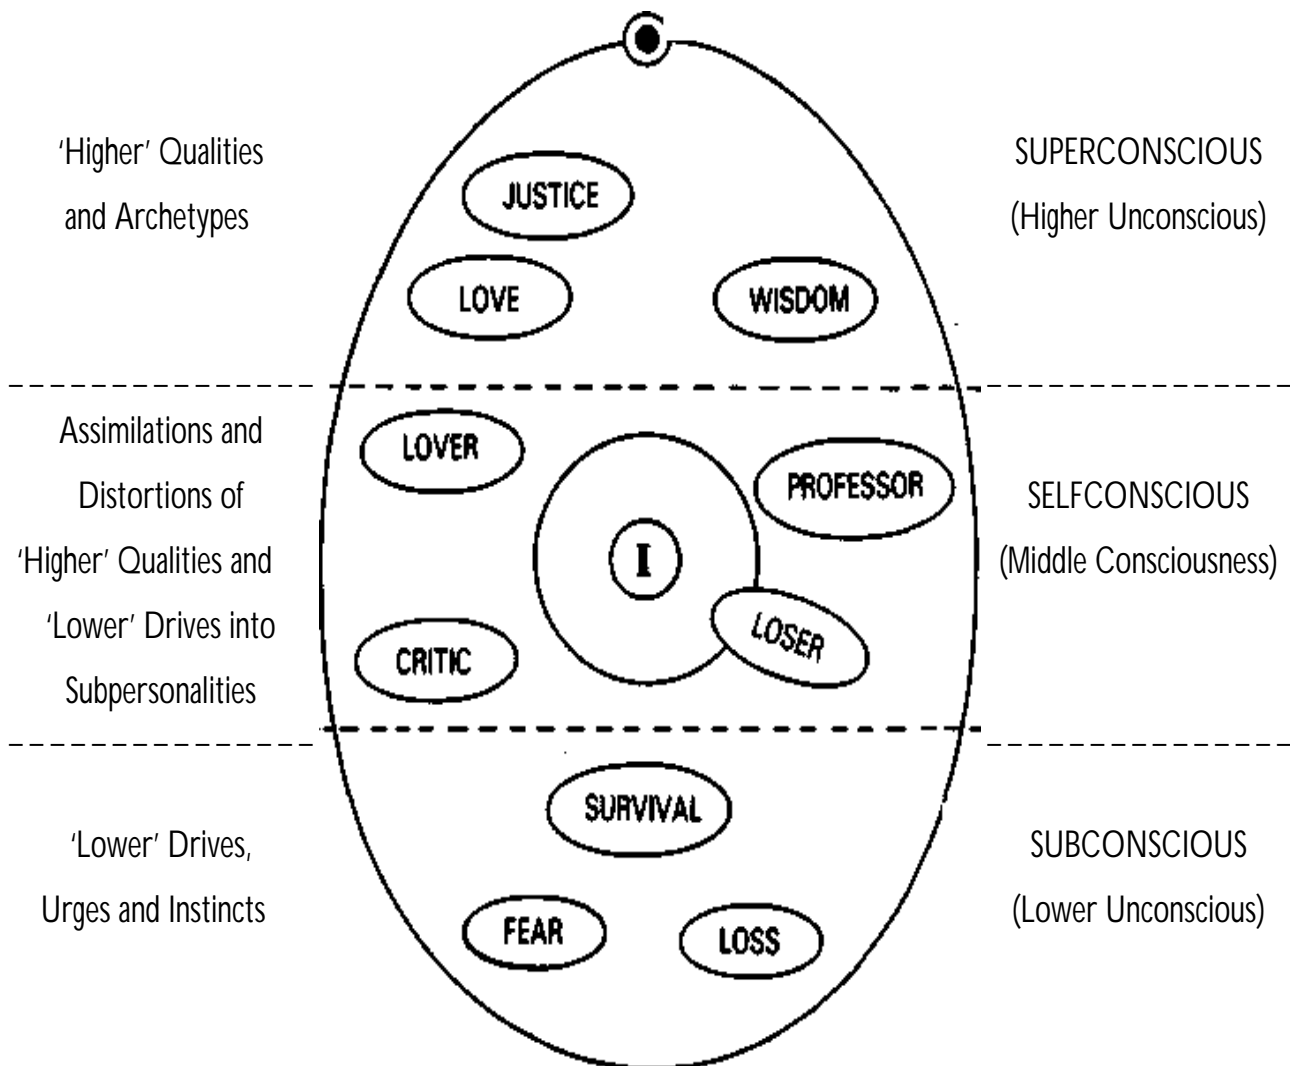 ‘Higher’ Qualities
and Archetypes
SUPERCONSCIOUS
(Higher Unconscious)
JUSTICE
LOVE
WISDOM
Assimilations and
Distortions of
‘Higher’ Qualities and
‘Lower’ Drives into
Subpersonalities
LOVER
PROFESSOR
I
LOSER
CRITIC
SELFCONSCIOUS
(Middle Consciousness)
‘Lower’ Drives,
Urges and Instincts
SURVIVAL
FEAR
LOSS
SUBCONSCIOUS
(Lower Unconscious)